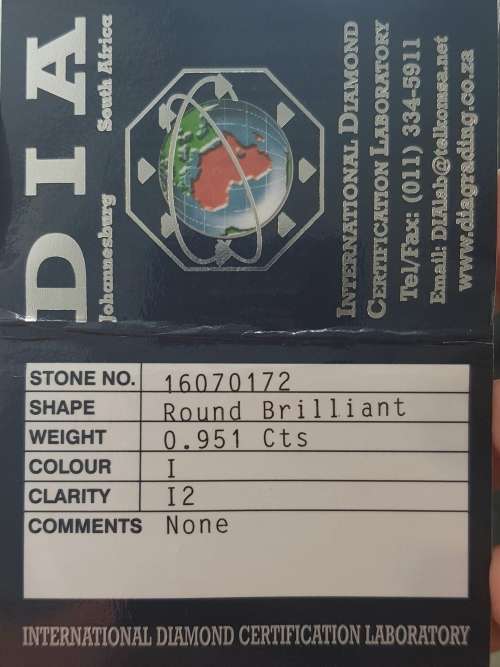 DIA
Johannesburg South Africa
INTERNATIONAL DIAMOND
CERTIFICATION LABORATORY
Tel/Fax: (011) 334-5911
Email: DIAlab@telkomsa.net
www.diagrading.co.za
STONE NO. 16070172
SHAPE Round Brilliant
WEIGHT 0.951 Cts
COLOUR I
CLARITY I2
COMMENTS None
INTERNATIONAL DIAMOND CERTIFICATION LABORATORY